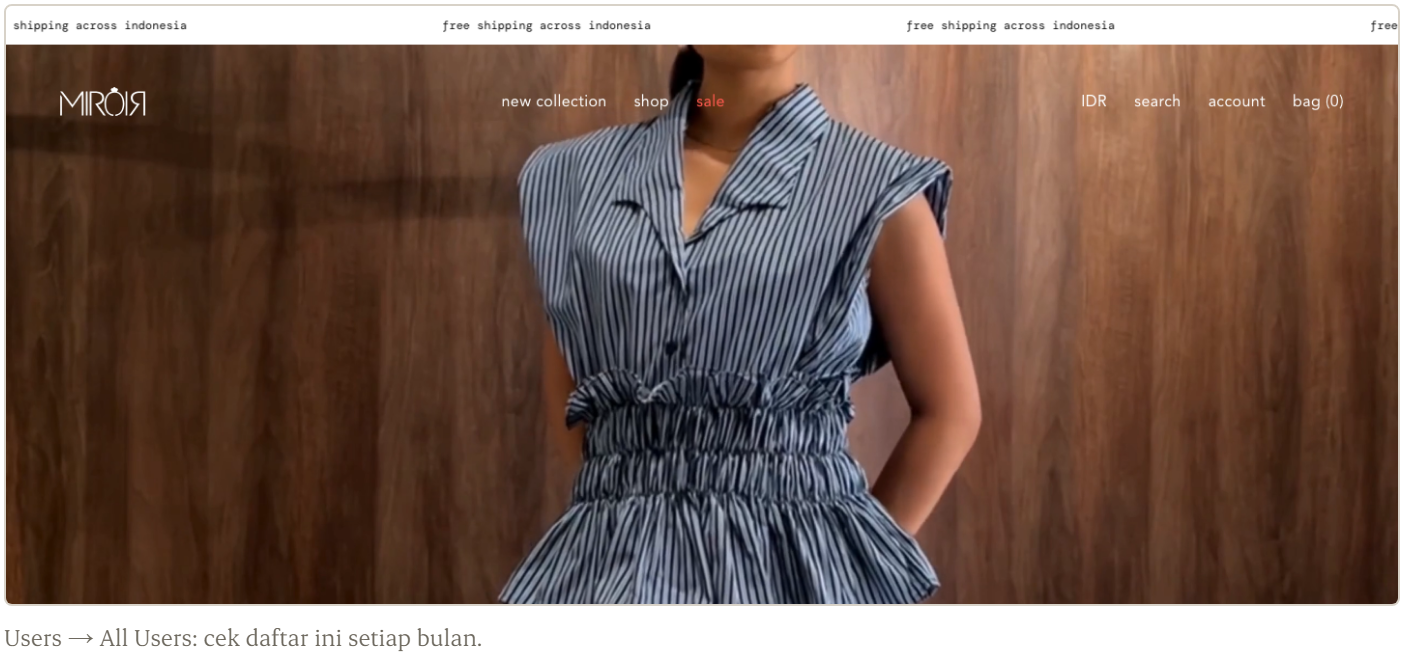 shipping across indonesia free shipping across indonesia free shipping across indonesia free
MIROIR new collection shop sale IDR search account bag (0)
Users → All Users: cek daftar ini setiap bulan.